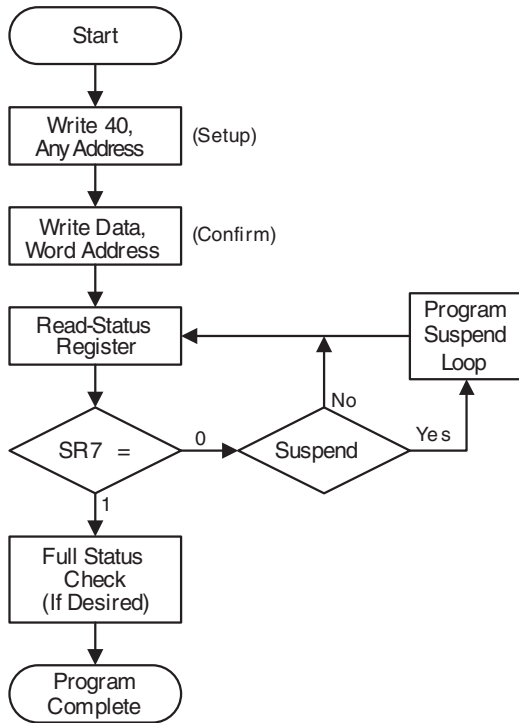 Start
Write 40,
Any Address
(Setup)
Write Data,
Word Address
(Confirm)
Read-Status
Register
Program
Suspend
Loop
No
SR7 =
0
Suspend
Yes
1
Full Status
Check
(If Desired)
Program
Complete